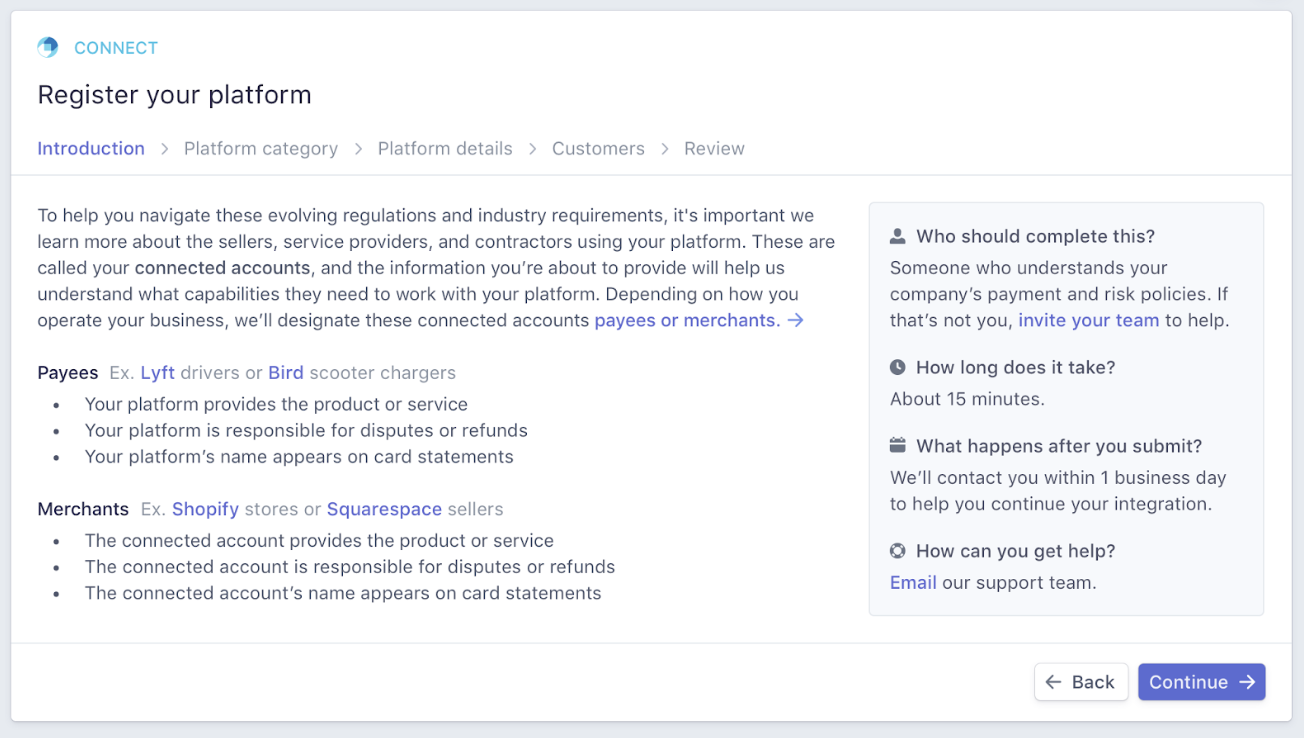 CONNECT
Register your platform
Introduction > Platform category > Platform details > Customers > Review
To help you navigate these evolving regulations and industry requirements, it's important we
learn more about the sellers, service providers, and contractors using your platform. These are
called your connected accounts, and the information you’re about to provide will help us
understand what capabilities they need to work with your platform. Depending on how you
operate your business, we’ll designate these connected accounts payees or merchants. →
Payees Ex. Lyft drivers or Bird scooter chargers
• Your platform provides the product or service
• Your platform is responsible for disputes or refunds
• Your platform’s name appears on card statements
Merchants Ex. Shopify stores or Squarespace sellers
• The connected account provides the product or service
• The connected account is responsible for disputes or refunds
• The connected account’s name appears on card statements
Who should complete this?
Someone who understands your
company’s payment and risk policies. If
that’s not you, invite your team to help.
How long does it take?
About 15 minutes.
What happens after you submit?
We’ll contact you within 1 business day
to help you continue your integration.
How can you get help?
Email our support team.
← Back
Continue →